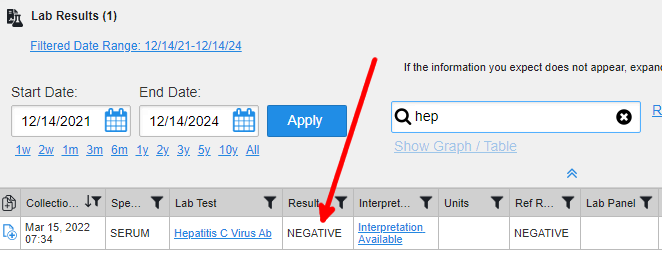 Lab Results (1)
Filtered Date Range: 12/14/21-12/14/24
If the information you expect does not appear, expan
Start Date: End Date:
12/14/2021 12/14/2024 Apply hep
1w 2w 1m 3m 6m 1y 2y 3y 5y 10y All
Show Graph / Table
Collectio... Spe... Lab Test Result Interpret... Units Ref R... Lab Panel
Mar 15, 2022
07:34 SERUM Hepatitis C Virus Ab NEGATIVE Interpretation
Available NEGATIVE